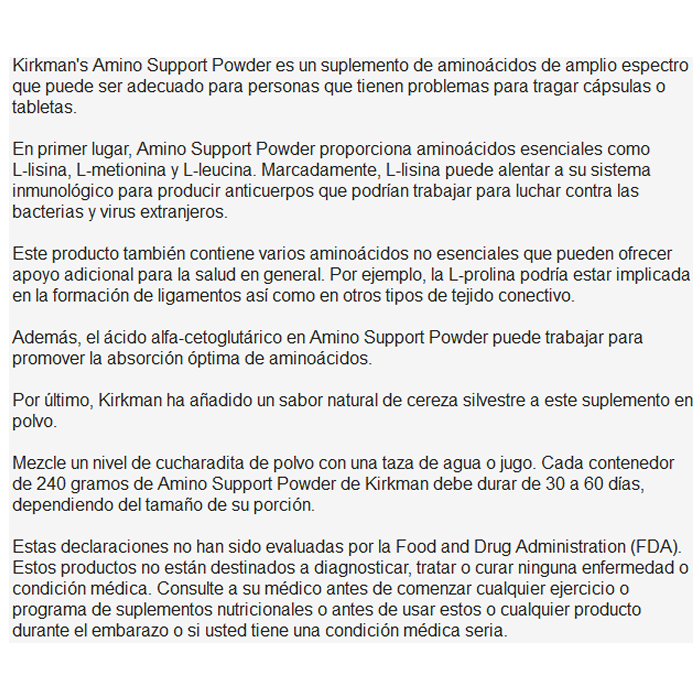 Kirkman's Amino Support Powder es un suplemento de aminoácidos de amplio espectro
que puede ser adecuado para personas que tienen problemas para tragar cápsulas o
tabletas.
En primer lugar, Amino Support Powder proporciona aminoácidos esenciales como
L-lisina, L-metionina y L-leucina. Marcadamente, L-lisina puede alentar a su sistema
inmunológico para producir anticuerpos que podrían trabajar para luchar contra las
bacterias y virus extranjeros.
Este producto también contiene varios aminoácidos no esenciales que pueden ofrecer
apoyo adicional para la salud en general. Por ejemplo, la L-prolina podría estar implicada
en la formación de ligamentos así como en otros tipos de tejido conectivo.
Además, el ácido alfa-cetoglutárico en Amino Support Powder puede trabajar para
promover la absorción óptima de aminoácidos.
Por último, Kirkman ha añadido un sabor natural de cereza silvestre a este suplemento en
polvo.
Mezcle un nivel de cucharadita de polvo con una taza de agua o jugo. Cada contenedor
de 240 gramos de Amino Support Powder de Kirkman debe durar de 30 a 60 días,
dependiendo del tamaño de su porción.
Estas declaraciones no han sido evaluadas por la Food and Drug Administration (FDA).
Estos productos no están destinados a diagnosticar, tratar o curar ninguna enfermedad o
condición médica. Consulte a su médico antes de comenzar cualquier ejercicio o
programa de suplementos nutricionales o antes de usar estos o cualquier producto
durante el embarazo o si usted tiene una condición médica seria.